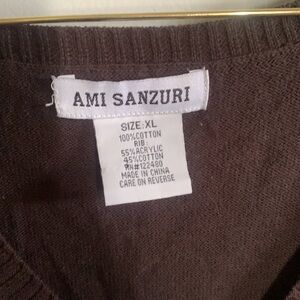 AMI SANZURI
SIZE: XL
100%COTTON
RIB:
55%ACRYLIC
45%COTTON
RN#122480
MADE IN CHINA
CARE ON REVERSE